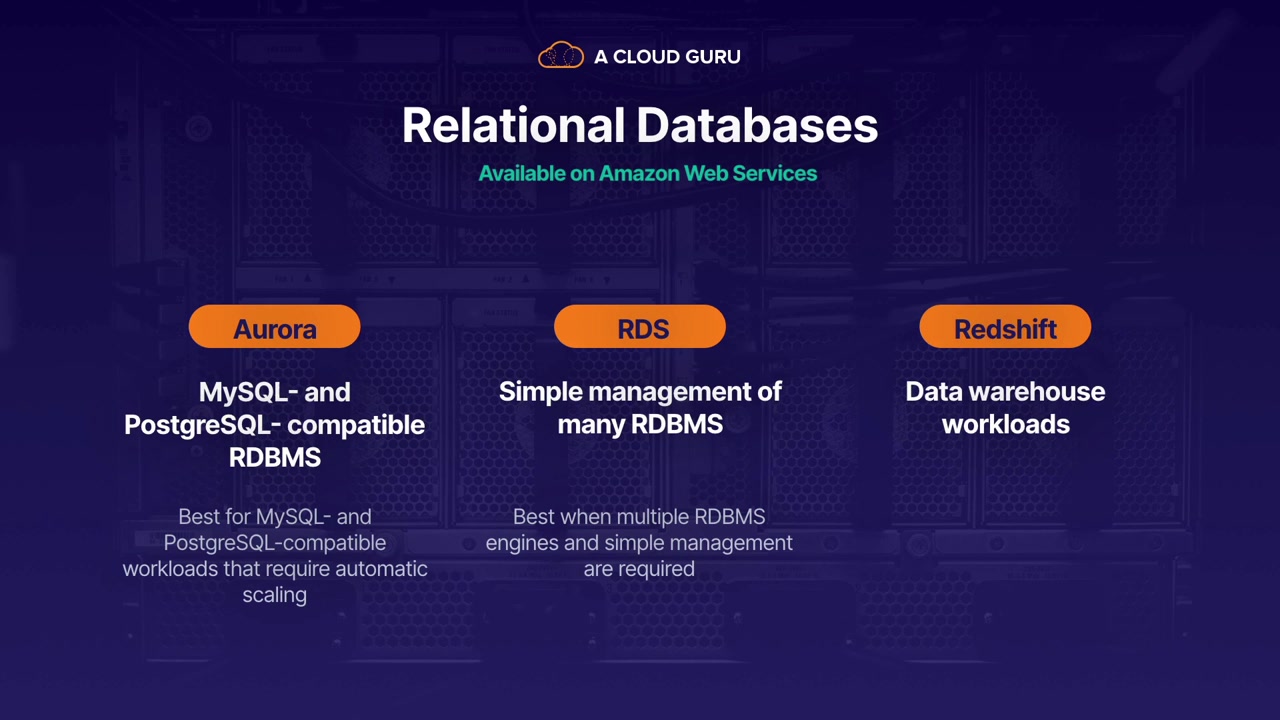 A CLOUD GURU
Relational Databases
Available on Amazon Web Services
Aurora
MySQL- and
PostgreSQL- compatible
RDBMS
Best for MySQL- and
PostgreSQL-compatible
workloads that require automatic
scaling
RDS
Simple management of
many RDBMS
Best when multiple RDBMS
engines and simple management
are required
Redshift
Data warehouse
workloads